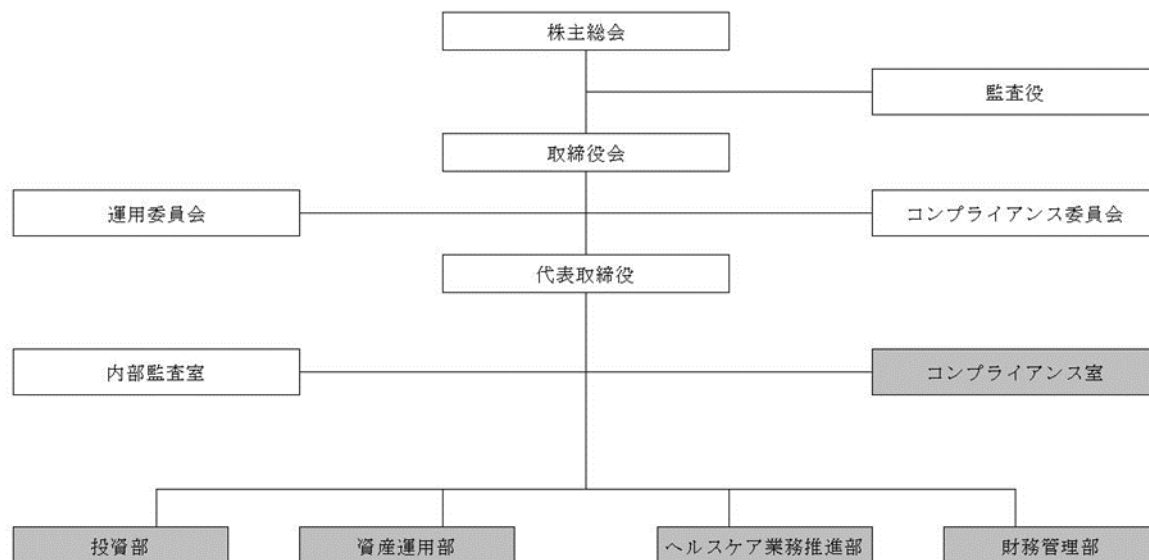 株主総会
監査役
取締役会
運用委員会
コンプライアンス委員会
代表取締役
内部監査室
コンプライアンス室
投資部
資産運用部
ヘルスケア業務推進部
財務管理部